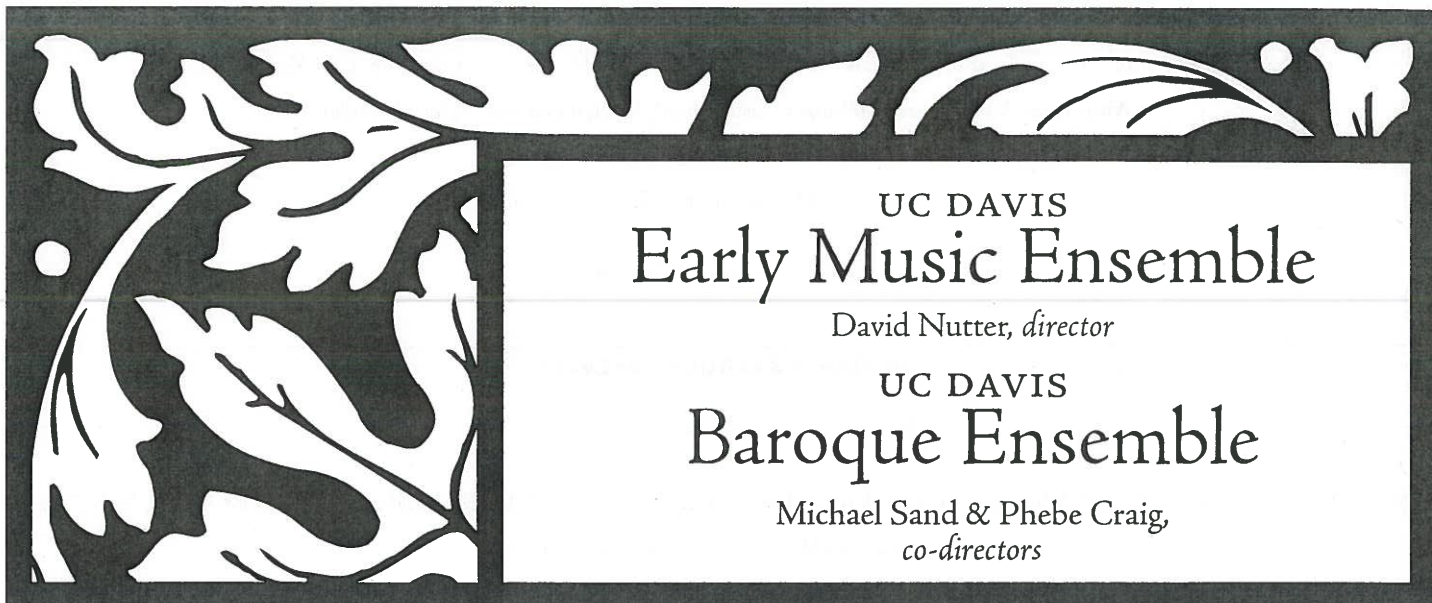 UC DAVIS
Early Music Ensemble
David Nutter, director
UC DAVIS
Baroque Ensemble
Michael Sand & Phebe Craig,
co-directors